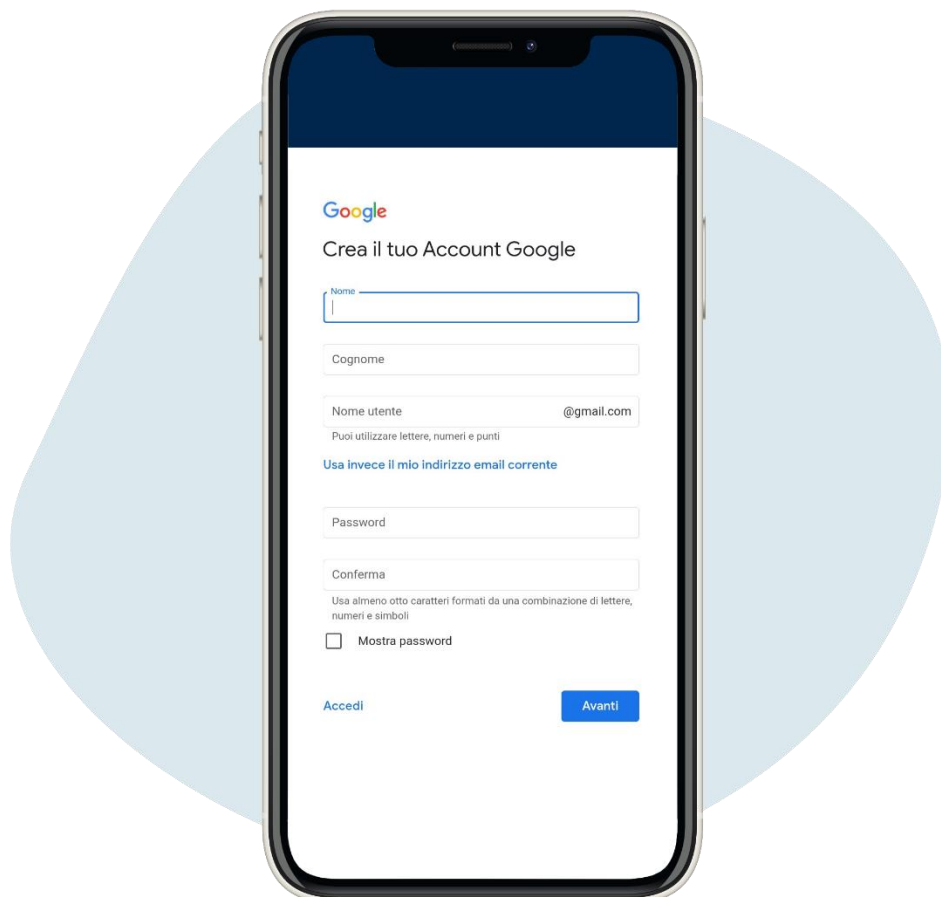 Google
Crea il tuo Account Google
Nome
Cognome
Nome utente @gmail.com
Puoi utilizzare lettere, numeri e punti
Usa invece il mio indirizzo email corrente
Password
Conferma
Usa almeno otto caratteri formati da una combinazione di lettere,
numeri e simboli
Mostra password
Accedi Avanti